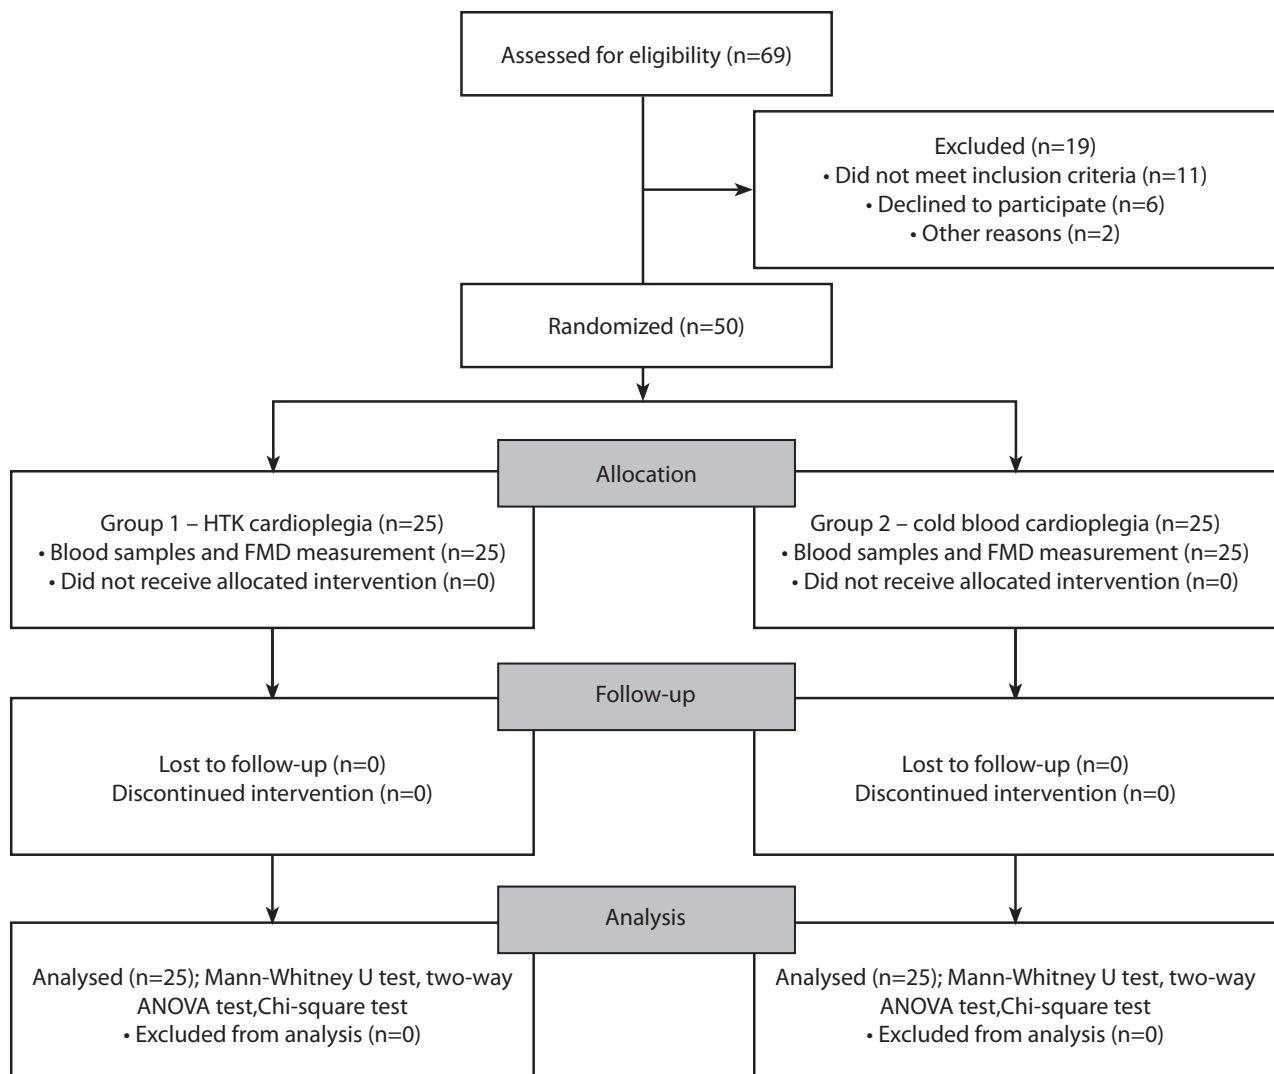 Assessed for eligibility (n=69)
Excluded (n=19)
• Did not meet inclusion criteria (n=11)
• Declined to participate (n=6)
• Other reasons (n=2)
Randomized (n=50)
Allocation
Group 1 – HTK cardioplegia (n=25)
• Blood samples and FMD measurement (n=25)
• Did not receive allocated intervention (n=0)
Group 2 – cold blood cardioplegia (n=25)
• Blood samples and FMD measurement (n=25)
• Did not receive allocated intervention (n=0)
Follow-up
Lost to follow-up (n=0)
Discontinued intervention (n=0)
Lost to follow-up (n=0)
Discontinued intervention (n=0)
Analysis
Analysed (n=25); Mann-Whitney U test, two-way
ANOVA test,Chi-square test
• Excluded from analysis (n=0)
Analysed (n=25); Mann-Whitney U test, two-way
ANOVA test,Chi-square test
• Excluded from analysis (n=0)